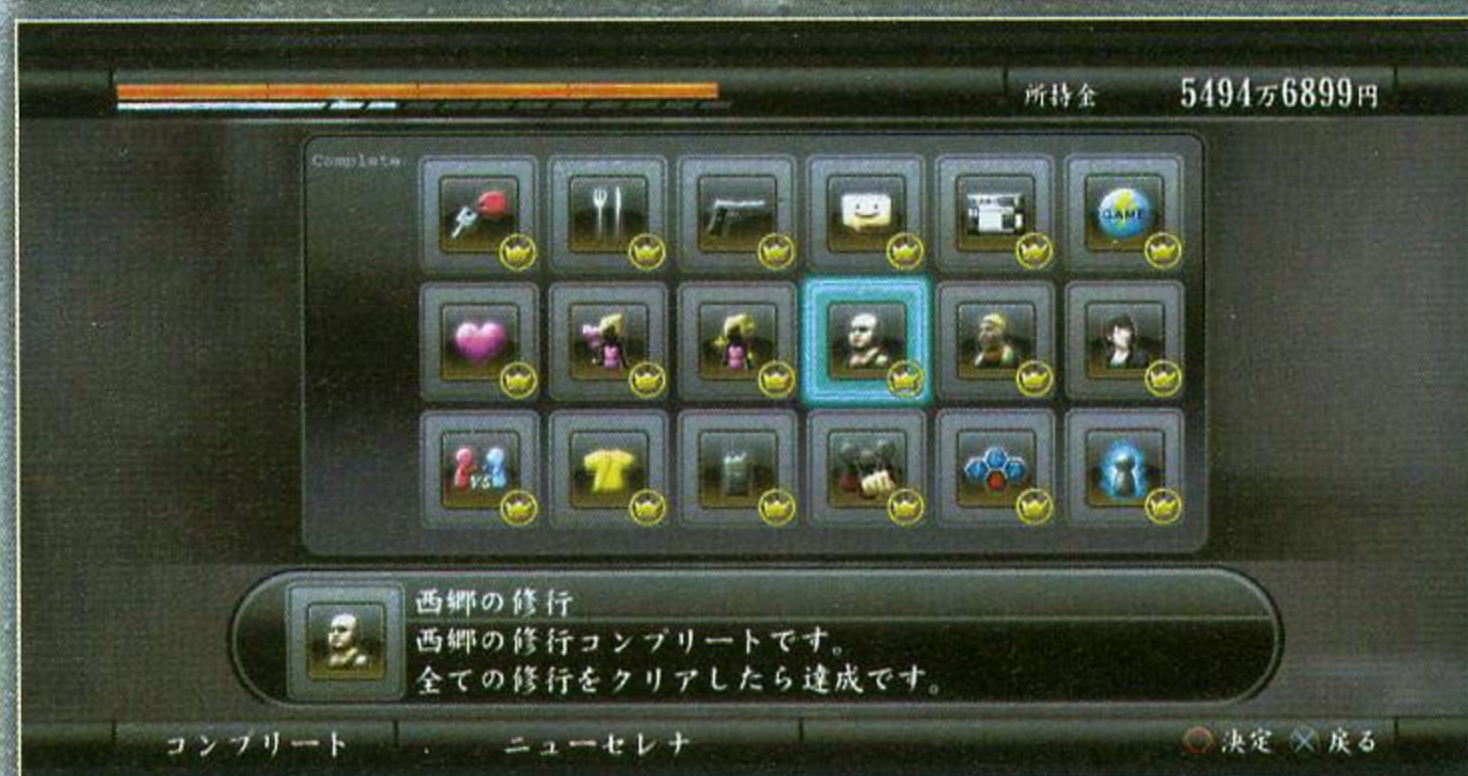 所持金 5494万6899円
Complete
GAME
VS
西郷の修行
西郷の修行コンプリートです。
全ての修行をクリアしたら達成です。
コンプリート ニューセレナ 決定 戻る